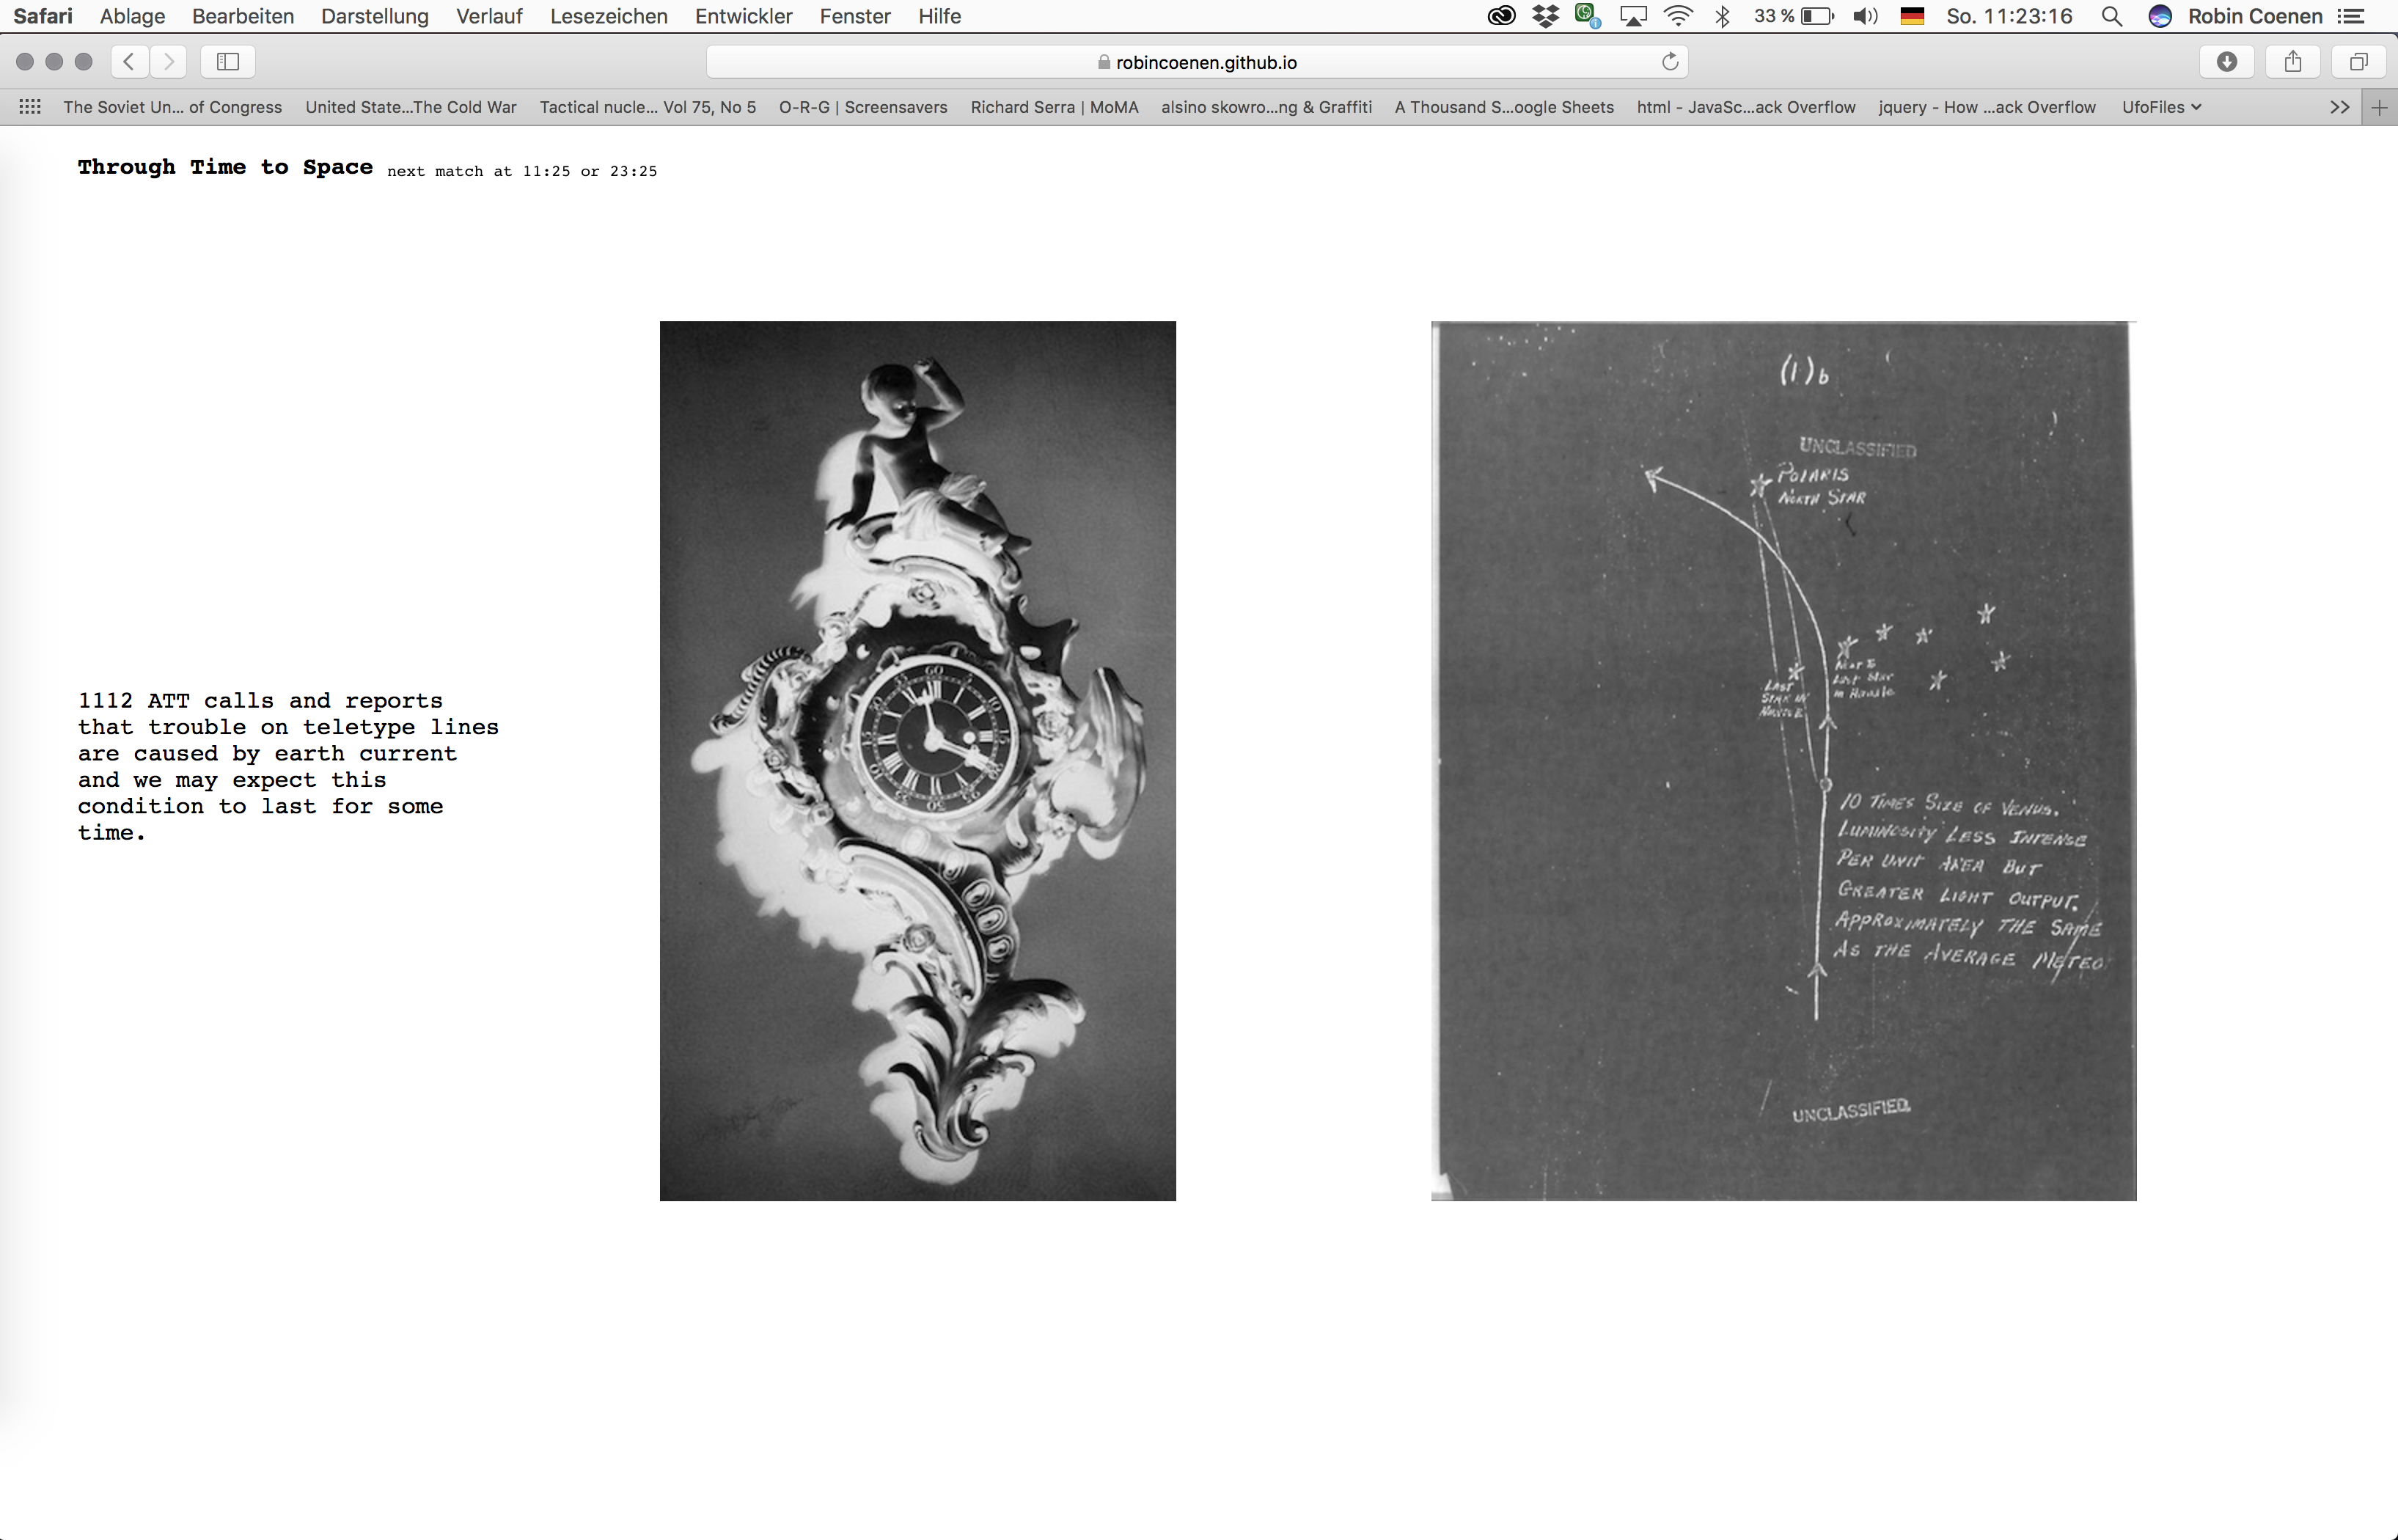 Safari Ablage Bearbeiten Darstellung Verlauf Lesezeichen Entwickler Fenster Hilfe 33 % So. 11:23:16 Robin Coenen
robincoenen.github.io
The Soviet Un... of Congress United State...The Cold War Tactical nucle... Vol 75, No 5 O-R-G | Screensavers Richard Serra | MoMA alsino skowro...ng & Graffiti A Thousand S...oogle Sheets html - JavaSc...ack Overflow jquery - How ...ack Overflow UfoFiles
Through Time to Space next match at 11:25 or 23:25
1112 ATT calls and reports
that trouble on teletype lines
are caused by earth current
and we may expect this
condition to last for some
time.
60
(1)b
UNCLASSIFIED
POLARIS
NORTH STAR
LAST
STAR IN
Last Star
in Handle
10 TIMES SIZE OF VENUS.
LUMINOSITY LESS INTENSE
PER UNIT AREA BUT
GREATER LIGHT OUTPUT.
APPROXIMATELY THE SAME
AS THE AVERAGE METEO
UNCLASSIFIED